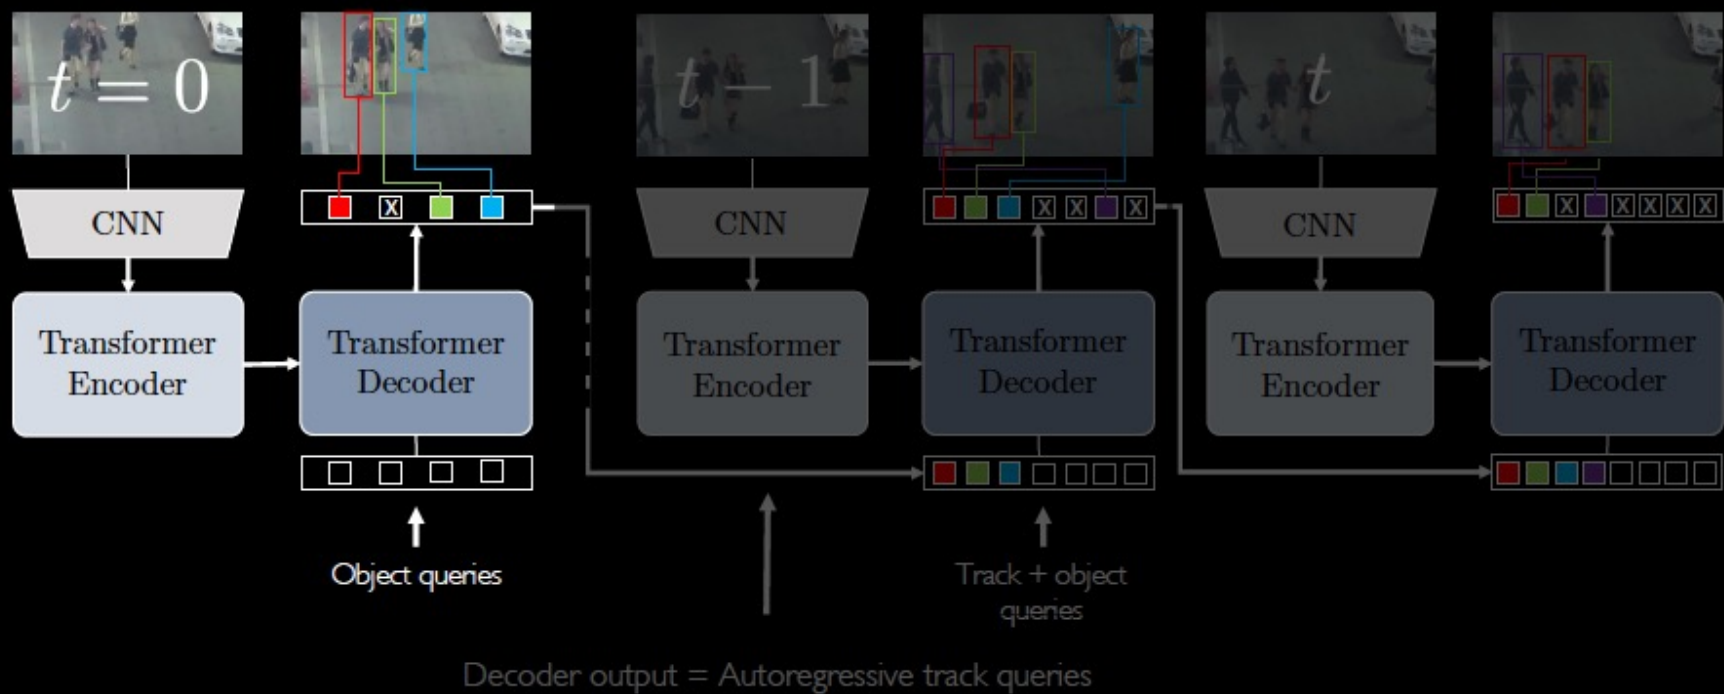 t = 0
t − 1
t
CNN
CNN
CNN
X
X X X
X X X X X
Transformer
Encoder
Transformer
Decoder
Transformer
Encoder
Transformer
Decoder
Transformer
Encoder
Transformer
Decoder
Object queries
Track + object
queries
Decoder output = Autoregressive track queries